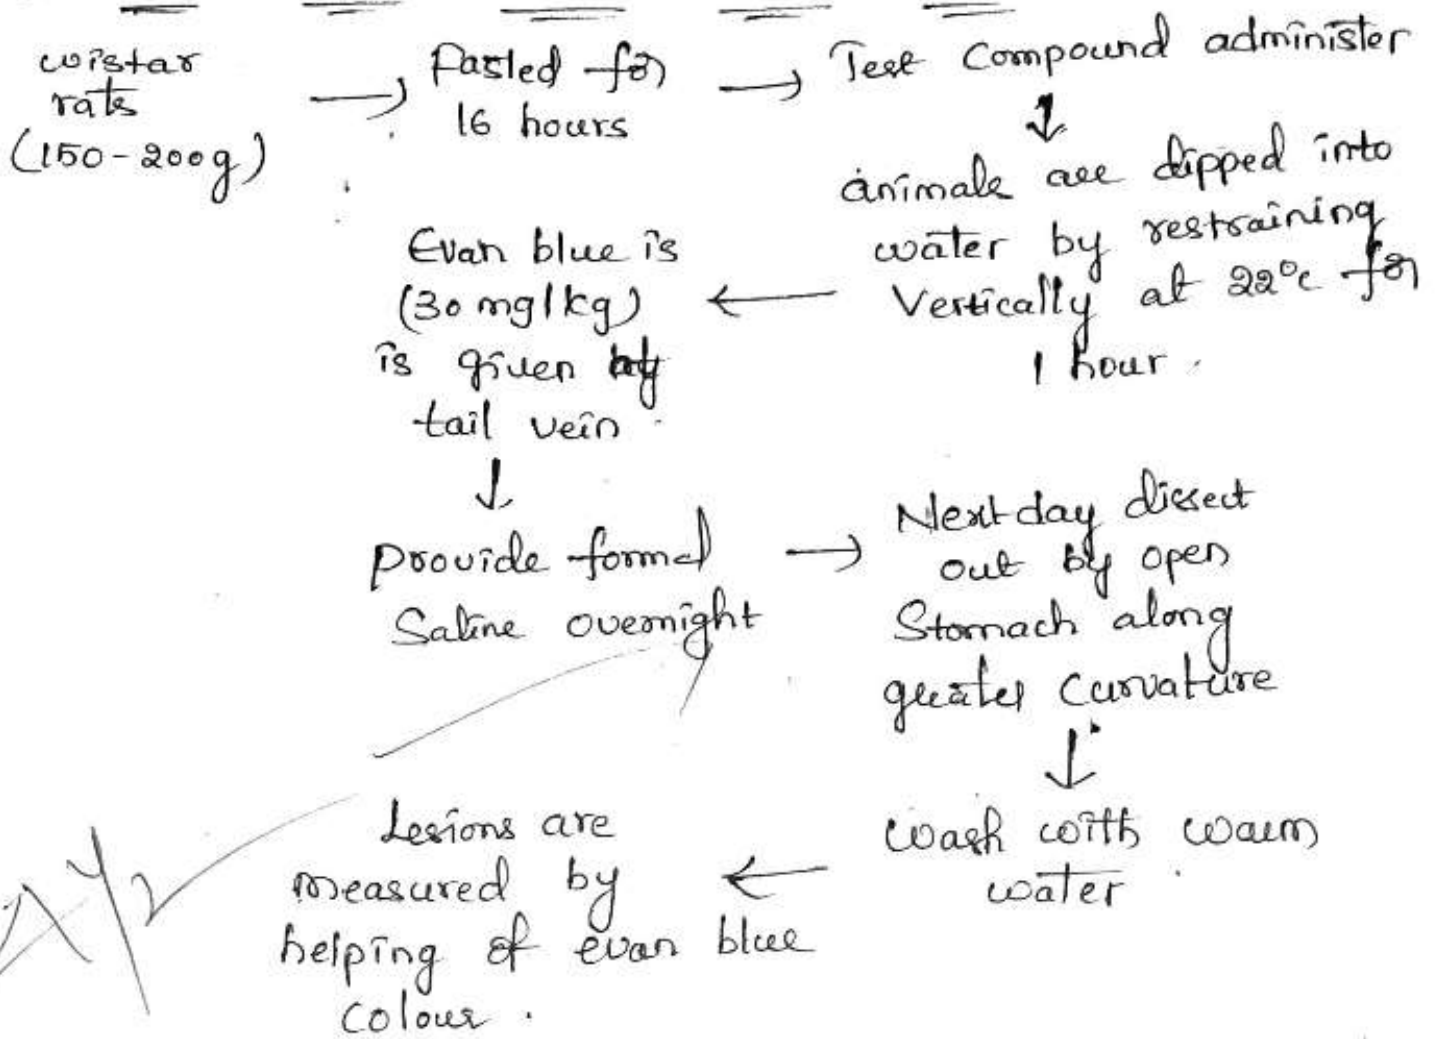 wistar
rats
(150-200g)
→ Fasted for
16 hours
→ Test Compound administer
↓
animals are dipped into
water by restraining
Vertically at 22°c for
1 hour.
← Evan blue is
(30 mg/kg)
is given by
tail vein.
↓
provide formal
Saline overnight
→ Next day dissect
out by open
Stomach along
greater Curvature
↓
wash with warm
water.
← Lesions are
measured by
helping of evan blue
colour.